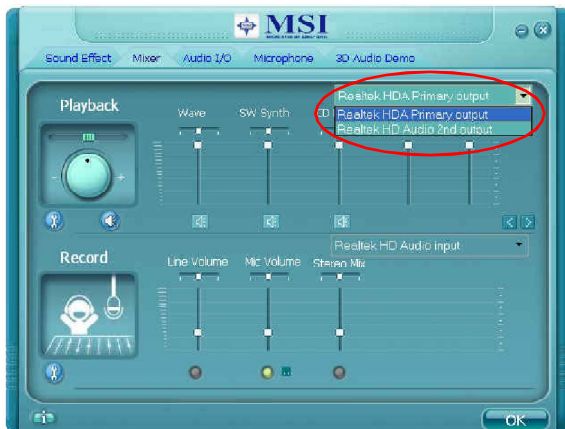 MSI
Sound Effect Mixer Audio I/O Microphone 3D Audio Demo
Realtek HDA Primary output
Realtek HDA Primary output
Realtek HD Audio 2nd output
Playback
Wave SW Synth
- +
Realtek HD Audio input
Record
Line Volume Mic Volume Stereo Mix
OK